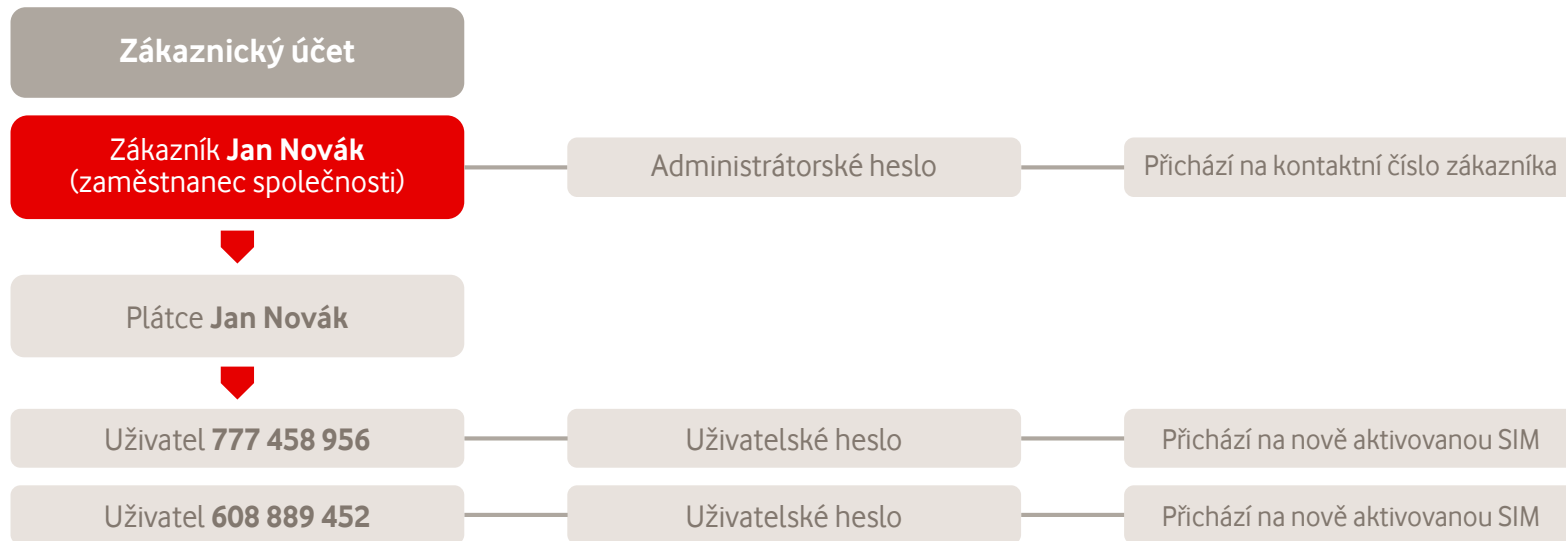 Zákaznický účet
Zákazník Jan Novák
(zaměstnanec společnosti)
Administrátorské heslo
Přichází na kontaktní číslo zákazníka
Plátce Jan Novák
Uživatel 777 458 956
Uživatelské heslo
Přichází na nově aktivovanou SIM
Uživatel 608 889 452
Uživatelské heslo
Přichází na nově aktivovanou SIM